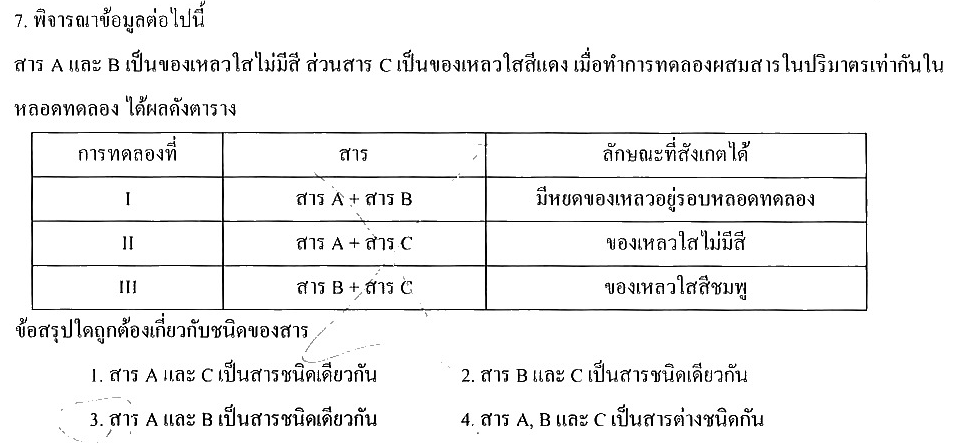 7. พิจารณาข้อมูลต่อไปนี้
สาร A และ B เป็นของเหลวใสไม่มีสี ส่วนสาร C เป็นของเหลวใสสีแดง เมื่อทำการทดลองผสมสารในปริมาตรเท่ากันใน
หลอดทดลอง ได้ผลดังตาราง
การทดลองที่ สาร ลักษณะที่สังเกตได้
I สาร A + สาร B มีหยดของเหลวอยู่รอบหลอดทดลอง
II สาร A + สาร C ของเหลวใสไม่มีสี
III สาร B + สาร C ของเหลวใสสีชมพู
ข้อสรุปใดถูกต้องเกี่ยวกับชนิดของสาร
1. สาร A และ C เป็นสารชนิดเดียวกัน 2. สาร B และ C เป็นสารชนิดเดียวกัน
3. สาร A และ B เป็นสารชนิดเดียวกัน 4. สาร A, B และ C เป็นสารต่างชนิดกัน